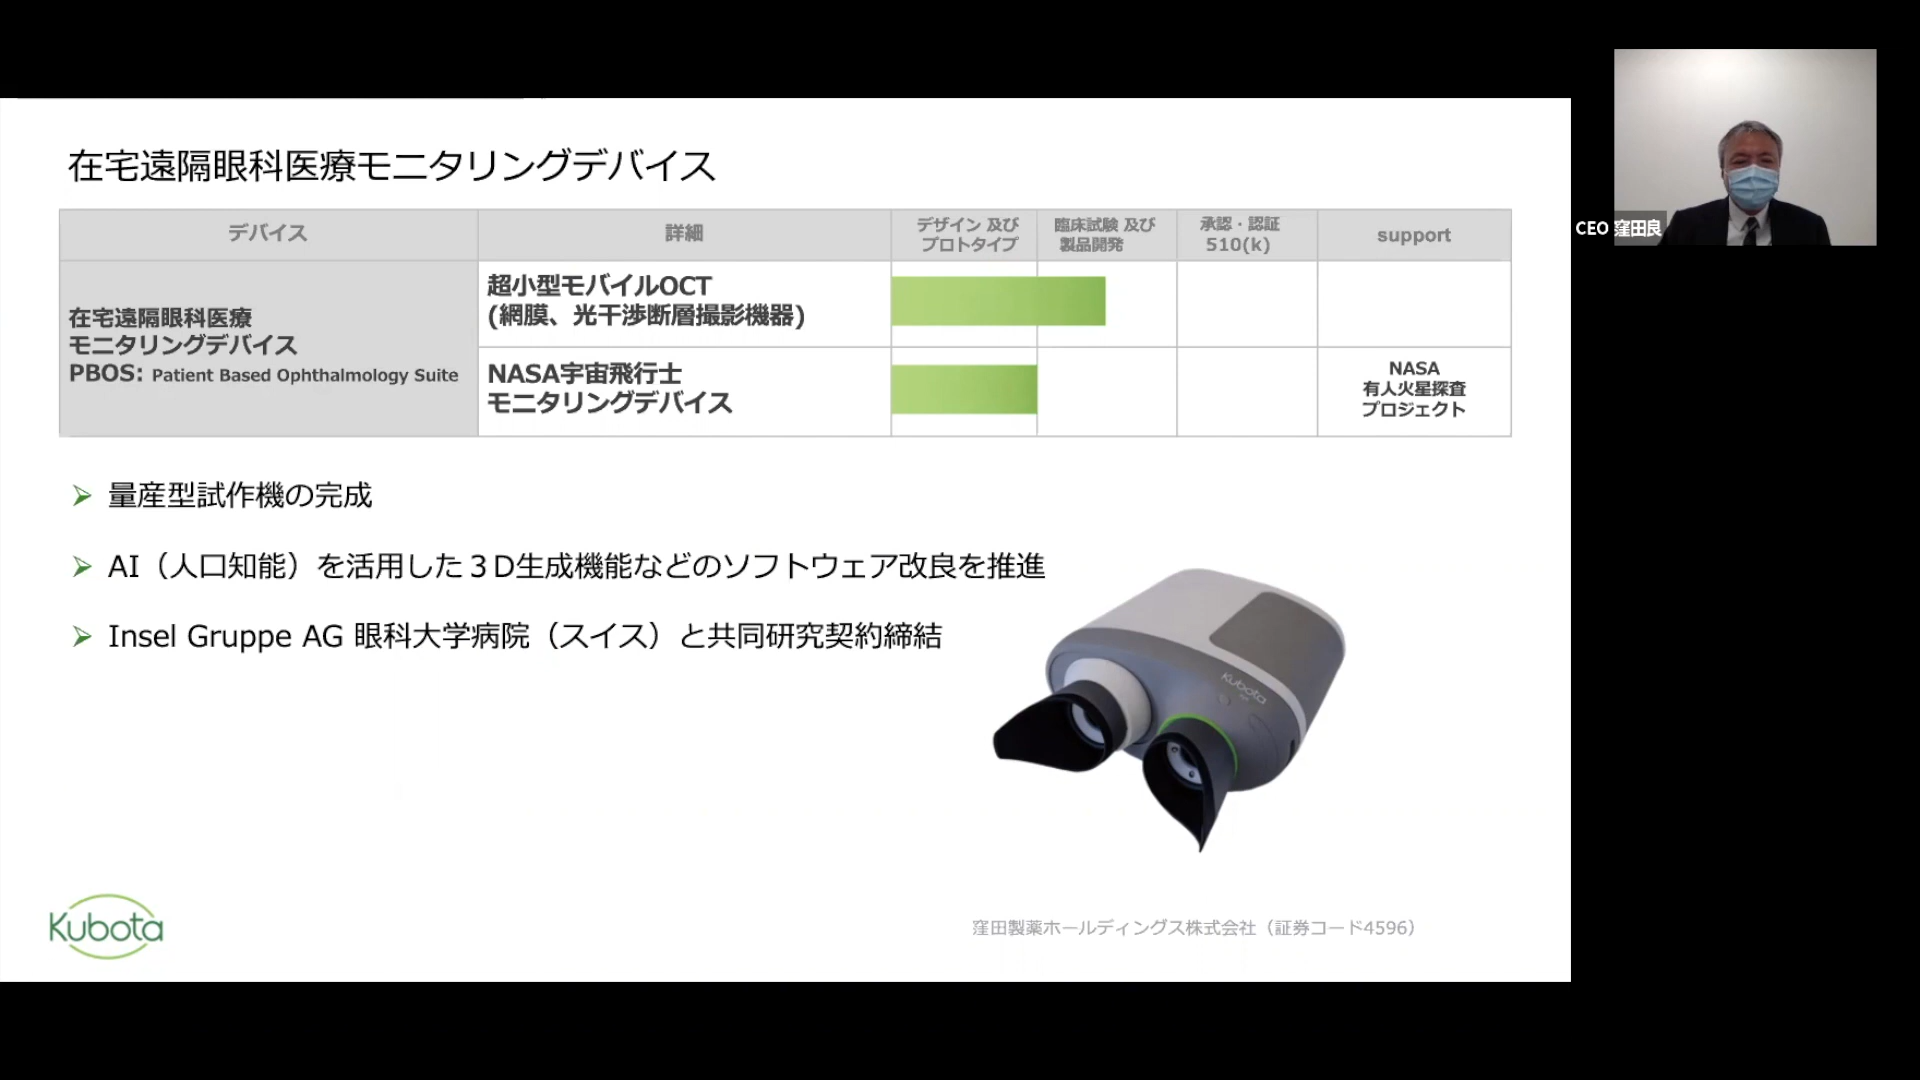 在宅遠隔眼科医療モニタリングデバイス
デバイス
詳細
デザイン 及び
プロトタイプ
臨床試験 及び
製品開発
承認・認証
510(k)
support
在宅遠隔眼科医療
モニタリングデバイス
PBOS: Patient Based Ophthalmology Suite
超小型モバイルOCT
(網膜、光干渉断層撮影機器)
NASA宇宙飛行士
モニタリングデバイス
NASA
有人火星探査
プロジェクト
➢ 量産型試作機の完成
➢ AI（人口知能）を活用した３D生成機能などのソフトウェア改良を推進
➢ Insel Gruppe AG 眼科大学病院（スイス）と共同研究契約締結
Kubota
Kubota
窪田製薬ホールディングス株式会社（証券コード4596）
CEO 窪田良